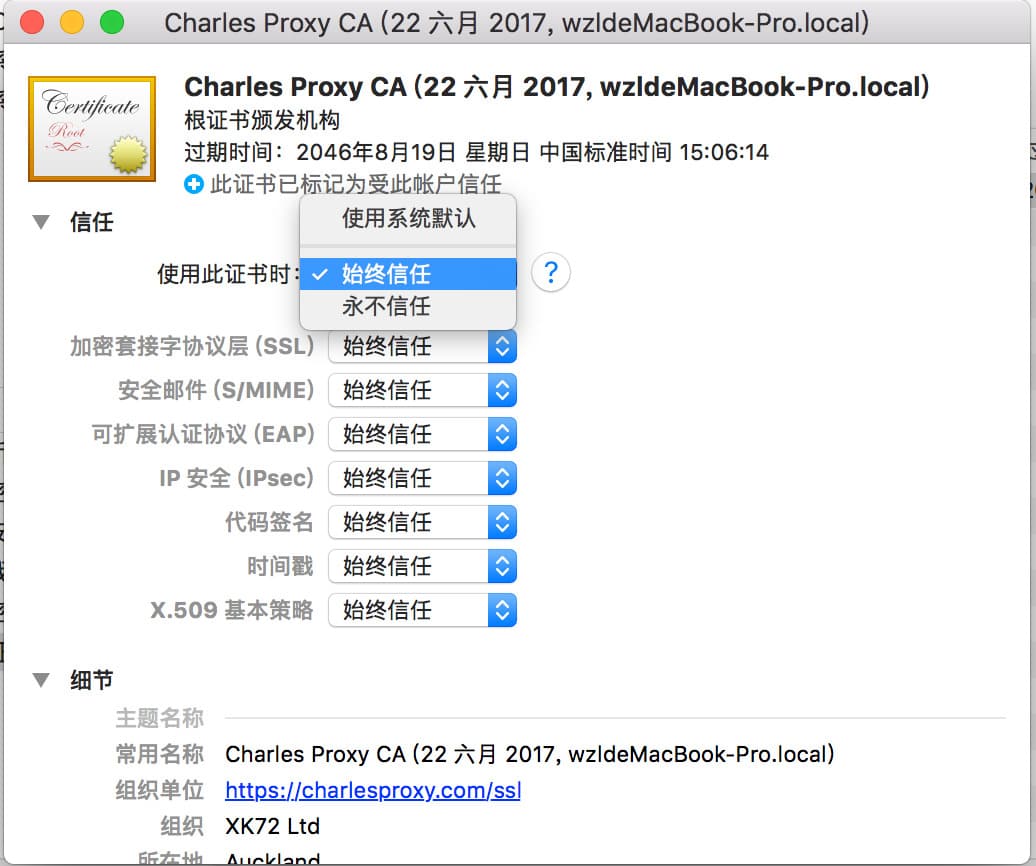 Charles Proxy CA (22 六月 2017, wzldeMacBook-Pro.local)
Certificate
Root
Charles Proxy CA (22 六月 2017, wzldeMacBook-Pro.local)
根证书颁发机构
过期时间：2046年8月19日 星期日 中国标准时间 15:06:14
此证书已标记为受此帐户信任
信任
使用系统默认
使用此证书时: ✓ 始终信任 ?
永不信任
加密套接字协议层 (SSL) 始终信任
安全邮件 (S/MIME) 始终信任
可扩展认证协议 (EAP) 始终信任
IP 安全 (IPsec) 始终信任
代码签名 始终信任
时间戳 始终信任
X.509 基本策略 始终信任
细节
主题名称
常用名称 Charles Proxy CA (22 六月 2017, wzldeMacBook-Pro.local)
组织单位 https://charlesproxy.com/ssl
组织 XK72 Ltd
所在地 Auckland